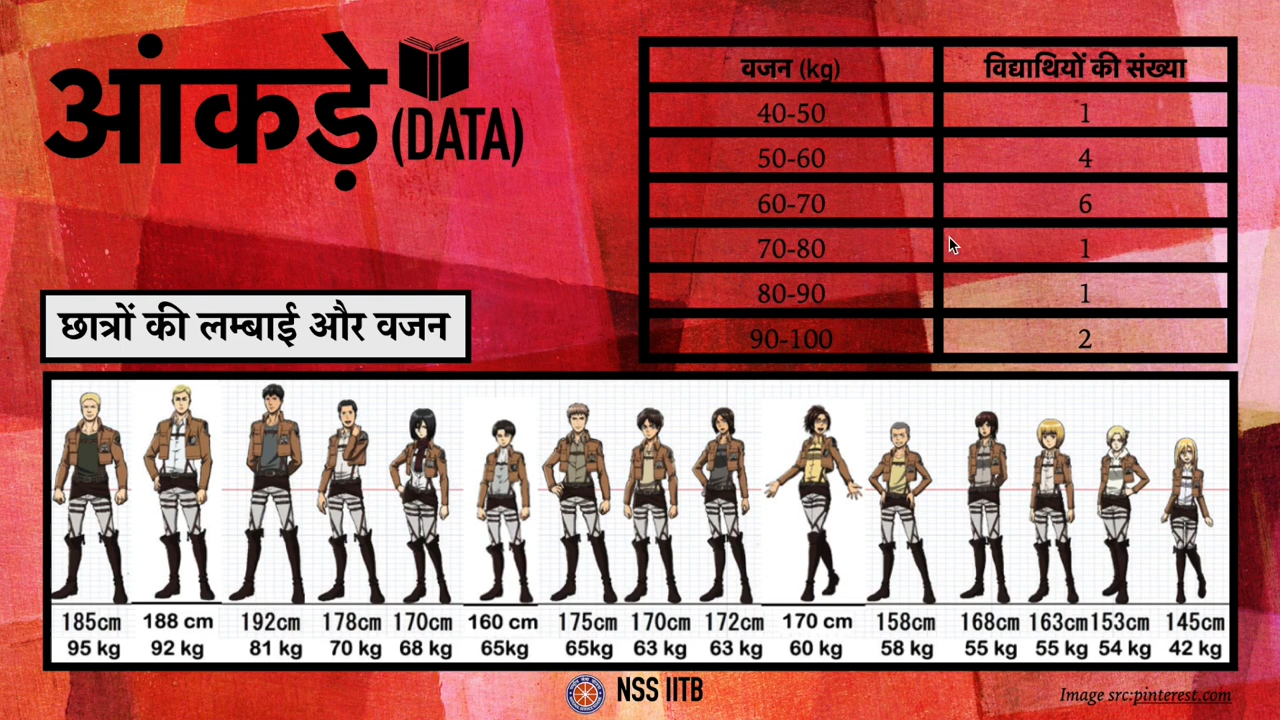 आंकड़े
(DATA)
वजन (kg) विद्यार्थियों की संख्या
40-50 1
50-60 4
60-70 6
70-80 1
80-90 1
90-100 2
छात्रों की लम्बाई और वजन
185cm 188 cm 192cm 178cm 170cm 160 cm 175cm 170cm 172cm 170 cm 158cm 168cm 163cm 153cm 145cm
95 kg 92 kg 81 kg 70 kg 68 kg 65kg 65kg 63 kg 63 kg 60 kg 58 kg 55 kg 55 kg 54 kg 42 kg
NSS IITB
Image src:pinterest.com